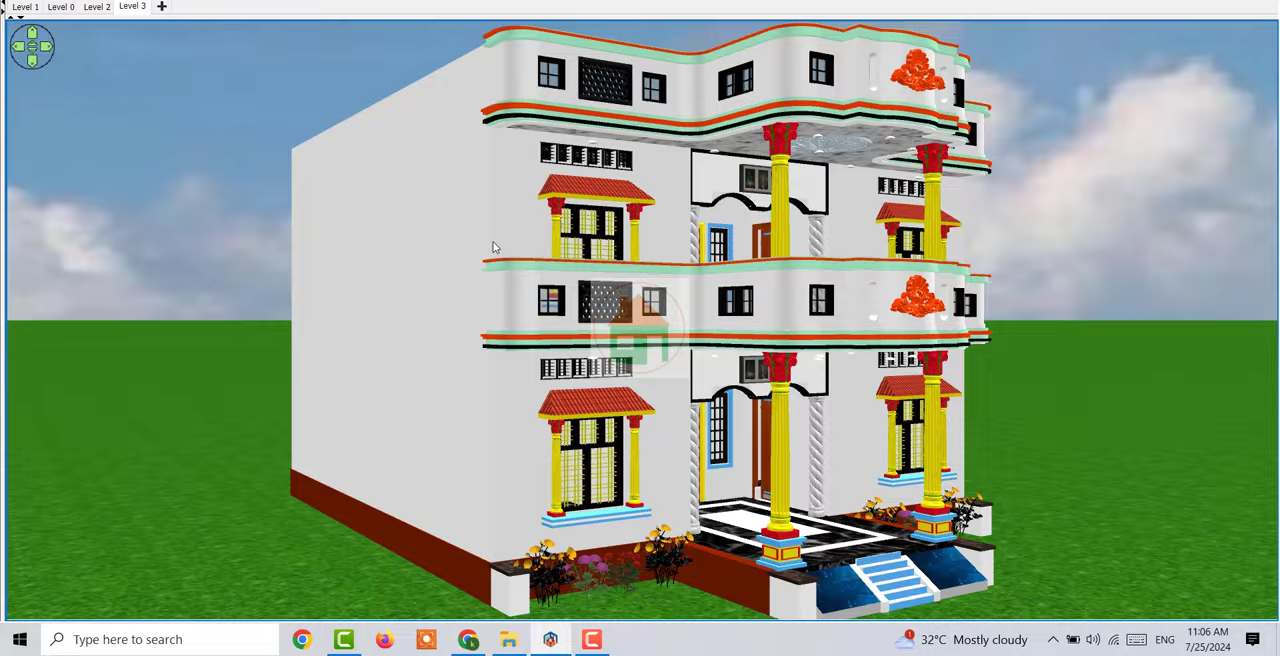 Level 1 Level 0 Level 2 Level 3
Type here to search
32°C Mostly cloudy
ENG
11:06 AM
7/25/2024